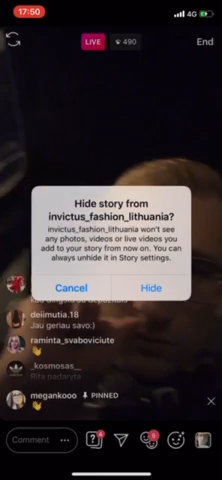 17:50
4G
LIVE
490
End
Hide story from
invictus_fashion_lithuania?
invictus_fashion_lithuania won't see
any photos, videos or live videos you
add to your story from now on. You can
always unhide it in Story settings.
Cancel
Hide
deiimutia.18
Jau geriau savo:)
raminta_svaboviciute
_kosmosas_
Rita padaryta
megankooo PINNED
Comment